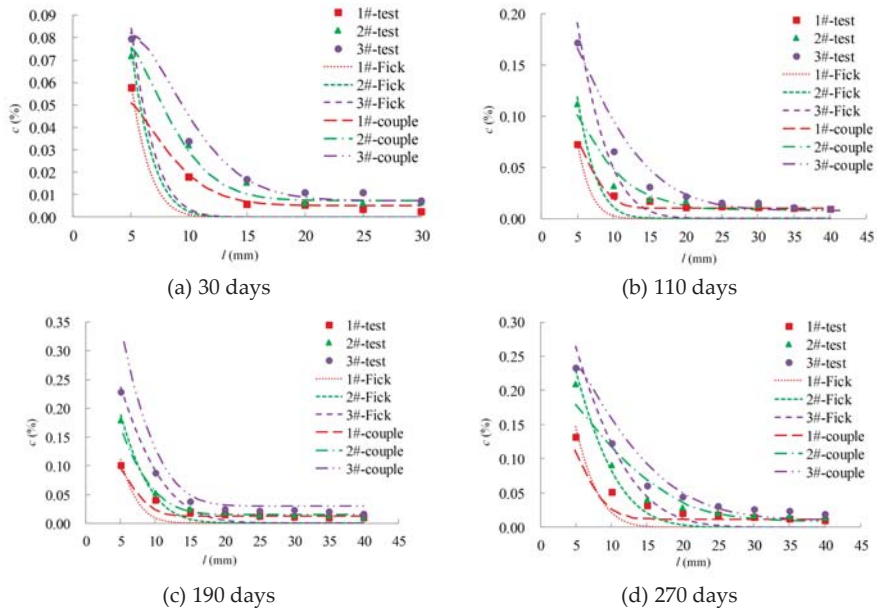 0.09
0.08
0.07
0.06
0.05
0.04
0.03
0.02
0.01
0.00
c (%)
0 5 10 15 20 25 30
l (mm)
1#-test
2#-test
3#-test
1#-Fick
2#-Fick
3#-Fick
1#-couple
2#-couple
3#-couple
(a) 30 days
0.20
0.15
0.10
0.05
0.00
c (%)
0 5 10 15 20 25 30 35 40 45
l (mm)
1#-test
2#-test
3#-test
1#-Fick
2#-Fick
3#-Fick
1#-couple
2#-couple
3#-couple
(b) 110 days
0.35
0.30
0.25
0.20
0.15
0.10
0.05
0.00
c (%)
0 5 10 15 20 25 30 35 40 45
l (mm)
1#-test
2#-test
3#-test
1#-Fick
2#-Fick
3#-Fick
1#-couple
2#-couple
3#-couple
(c) 190 days
0.30
0.25
0.20
0.15
0.10
0.05
0.00
c (%)
0 5 10 15 20 25 30 35 40 45
l (mm)
1#-test
2#-test
3#-test
1#-Fick
2#-Fick
3#-Fick
1#-couple
2#-couple
3#-couple
(d) 270 days